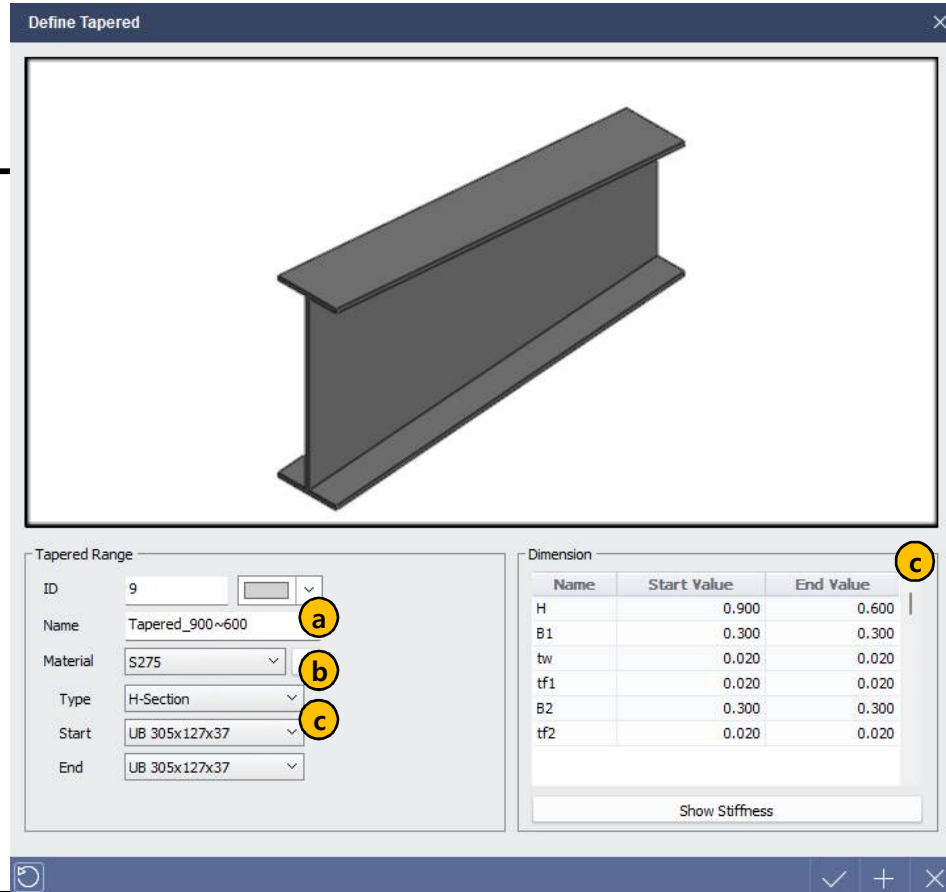 Define Tapered
Tapered Range
ID 9
Name Tapered_900~600 a
Material S275 b
Type H-Section
Start UB 305x127x37 c
End UB 305x127x37
Dimension c
Name Start Value End Value
H 0.900 0.600
B1 0.300 0.300
tw 0.020 0.020
tf1 0.020 0.020
B2 0.300 0.300
tf2 0.020 0.020
Show Stiffness